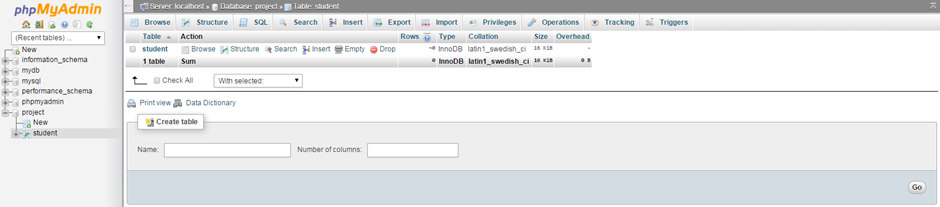 phpMyAdmin
(Recent tables) ...
New
information_schema
mydb
mysql
performance_schema
phpmyadmin
project
New
student
Server: localhost » Database: project » Table: student
Browse Structure SQL Search Insert Export Import Privileges Operations Tracking Triggers
Table Action Rows Type Collation Size Overhead
student Browse Structure Search Insert Empty Drop ~0 InnoDB latin1_swedish_ci 16 KiB -
1 table Sum 0 InnoDB latin1_swedish_ci 16 KiB 0 B
Check All With selected:
Print view Data Dictionary
Create table
Name: Number of columns:
Go